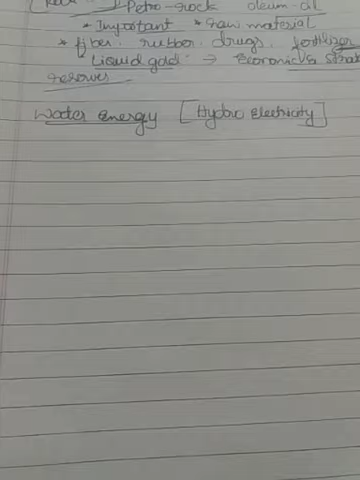 Petro-rock oleum-oil
* Important * raw material
* fiber. rubber. drugs. fertilizer
Liquid gold → Economic &
reserves
Water Energy [Hydro Electricity]